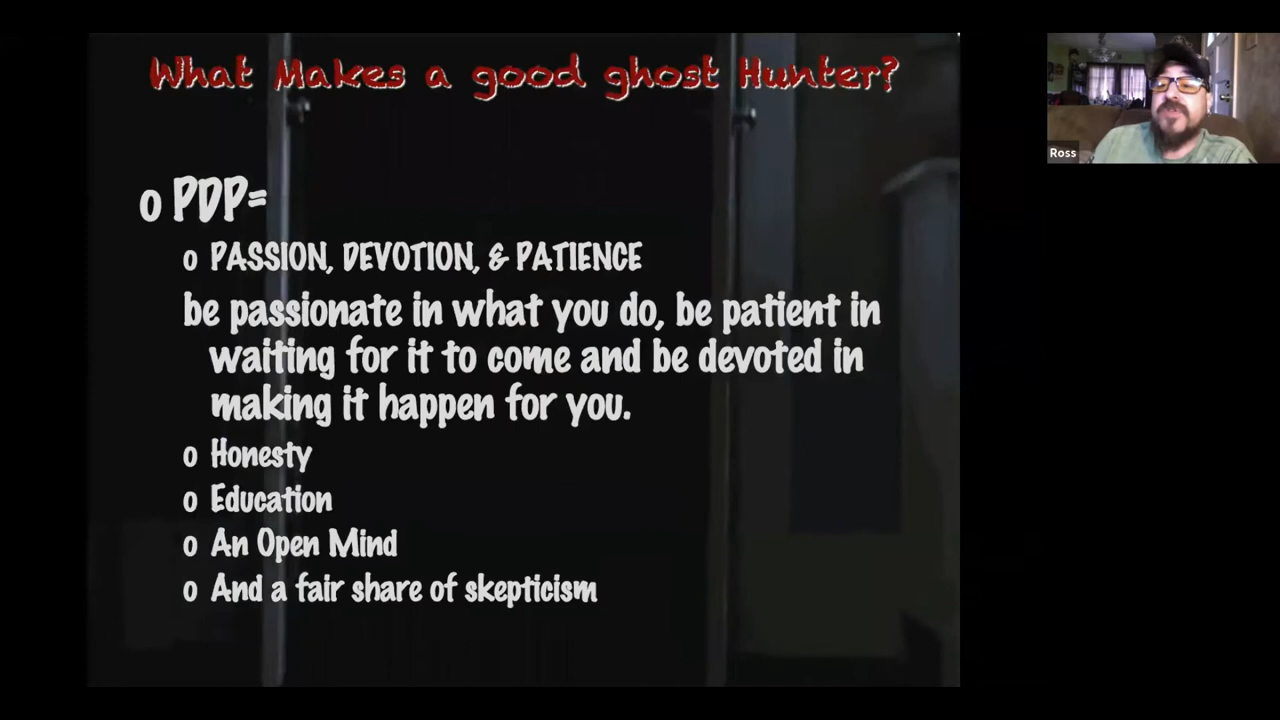 What Makes a good ghost Hunter?
o PDP=
o PASSION, DEVOTION, & PATIENCE
be passionate in what you do, be patient in
waiting for it to come and be devoted in
making it happen for you.
o Honesty
o Education
o An Open Mind
o And a fair share of skepticism
Ross